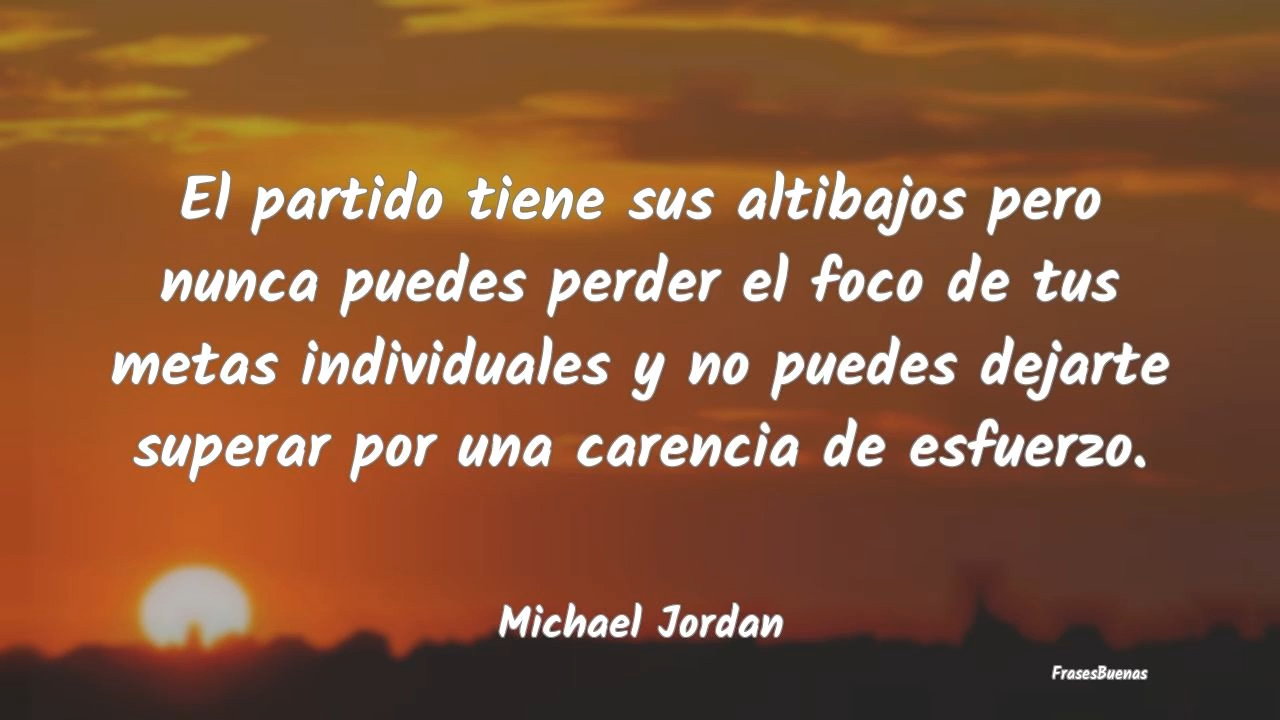 El partido tiene sus altibajos pero
nunca puedes perder el foco de tus
metas individuales y no puedes dejarte
superar por una carencia de esfuerzo.
Michael Jordan
FrasesBuenas